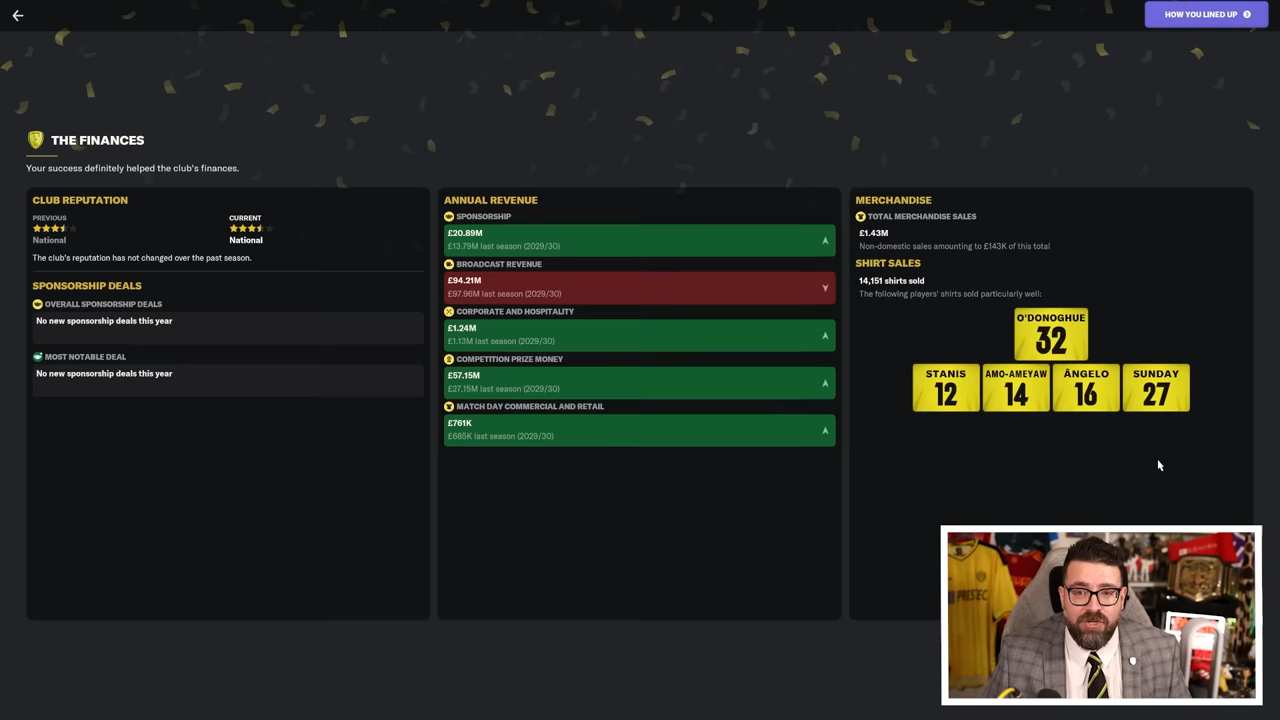 HOW YOU LINED UP
THE FINANCES
Your success definitely helped the club's finances.
CLUB REPUTATION
PREVIOUS
CURRENT
National
National
The club's reputation has not changed over the past season.
SPONSORSHIP DEALS
OVERALL SPONSORSHIP DEALS
No new sponsorship deals this year
MOST NOTABLE DEAL
No new sponsorship deals this year
ANNUAL REVENUE
SPONSORSHIP
£20.89M
£13.79M last season (2029/30)
BROADCAST REVENUE
£94.21M
£97.96M last season (2029/30)
CORPORATE AND HOSPITALITY
£1.24M
£1.13M last season (2029/30)
COMPETITION PRIZE MONEY
£57.15M
£27.15M last season (2029/30)
MATCH DAY COMMERCIAL AND RETAIL
£761K
£685K last season (2029/30)
MERCHANDISE
TOTAL MERCHANDISE SALES
£1.43M
Non-domestic sales amounting to £143K of this total
SHIRT SALES
14,151 shirts sold
The following players' shirts sold particularly well:
O'DONOGHUE
32
STANIS
12
AMO-AMEYAW
14
ÂNGELO
16
SUNDAY
27
PRESTEC